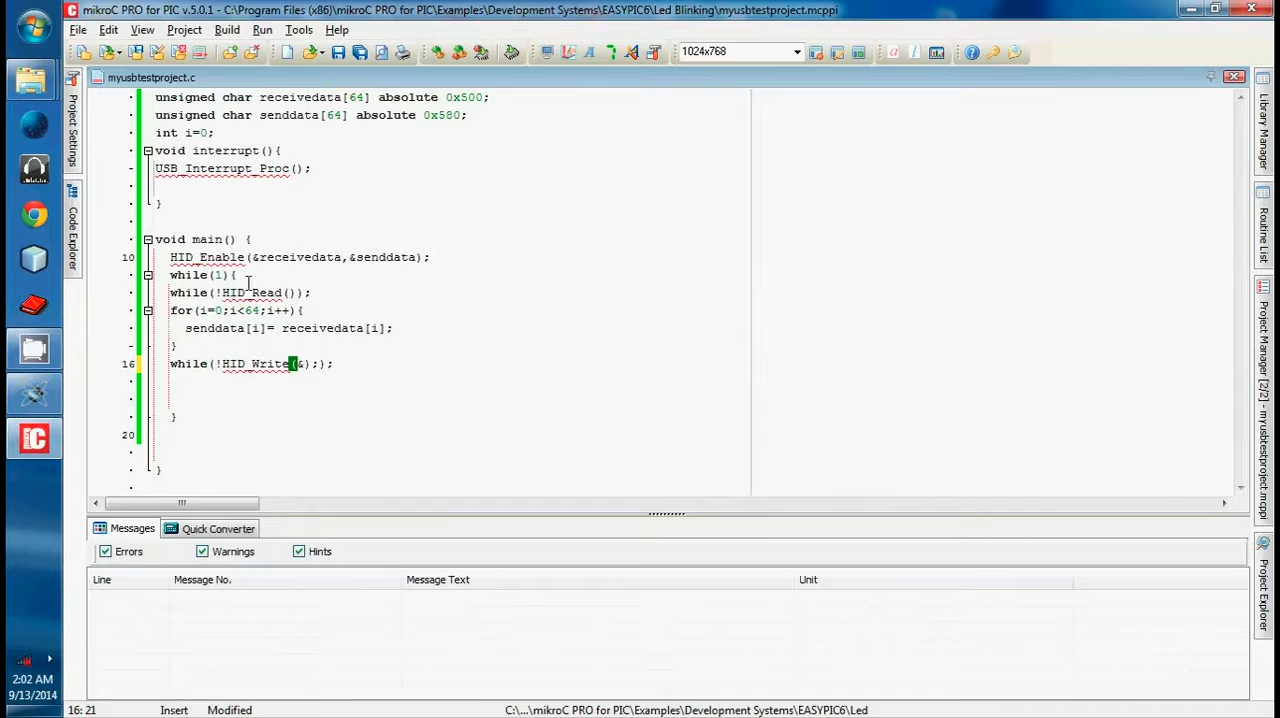 mikroC PRO for PIC v.5.0.1 - C:\Program Files (x86)\mikroC PRO for PIC\Examples\Development Systems\EASYPIC6\Led Blinking\myusbtestproject.mcppi
File Edit View Project Build Run Tools Help
1024x768
myusbtestproject.c
unsigned char receivedata[64] absolute 0x500;
unsigned char senddata[64] absolute 0x580;
int i=0;
void interrupt(){
USB_Interrupt_Proc();
}
void main() {
10 HID_Enable(&receivedata,&senddata);
while(1){
while(!HID_Read());
for(i=0;i<64;i++){
senddata[i]= receivedata[i];
}
16 while(!HID_Write(&););
}
20
}
Project Settings
Code Explorer
Library Manager
Routine List
Project Manager [2/2] - myusbtestproject.mcppi
Project Explorer
Messages Quick Converter
Errors Warnings Hints
Line Message No. Message Text Unit
2:02 AM
9/13/2014
16: 21 Insert Modified C:\...\mikroC PRO for PIC\Examples\Development Systems\EASYPIC6\Led